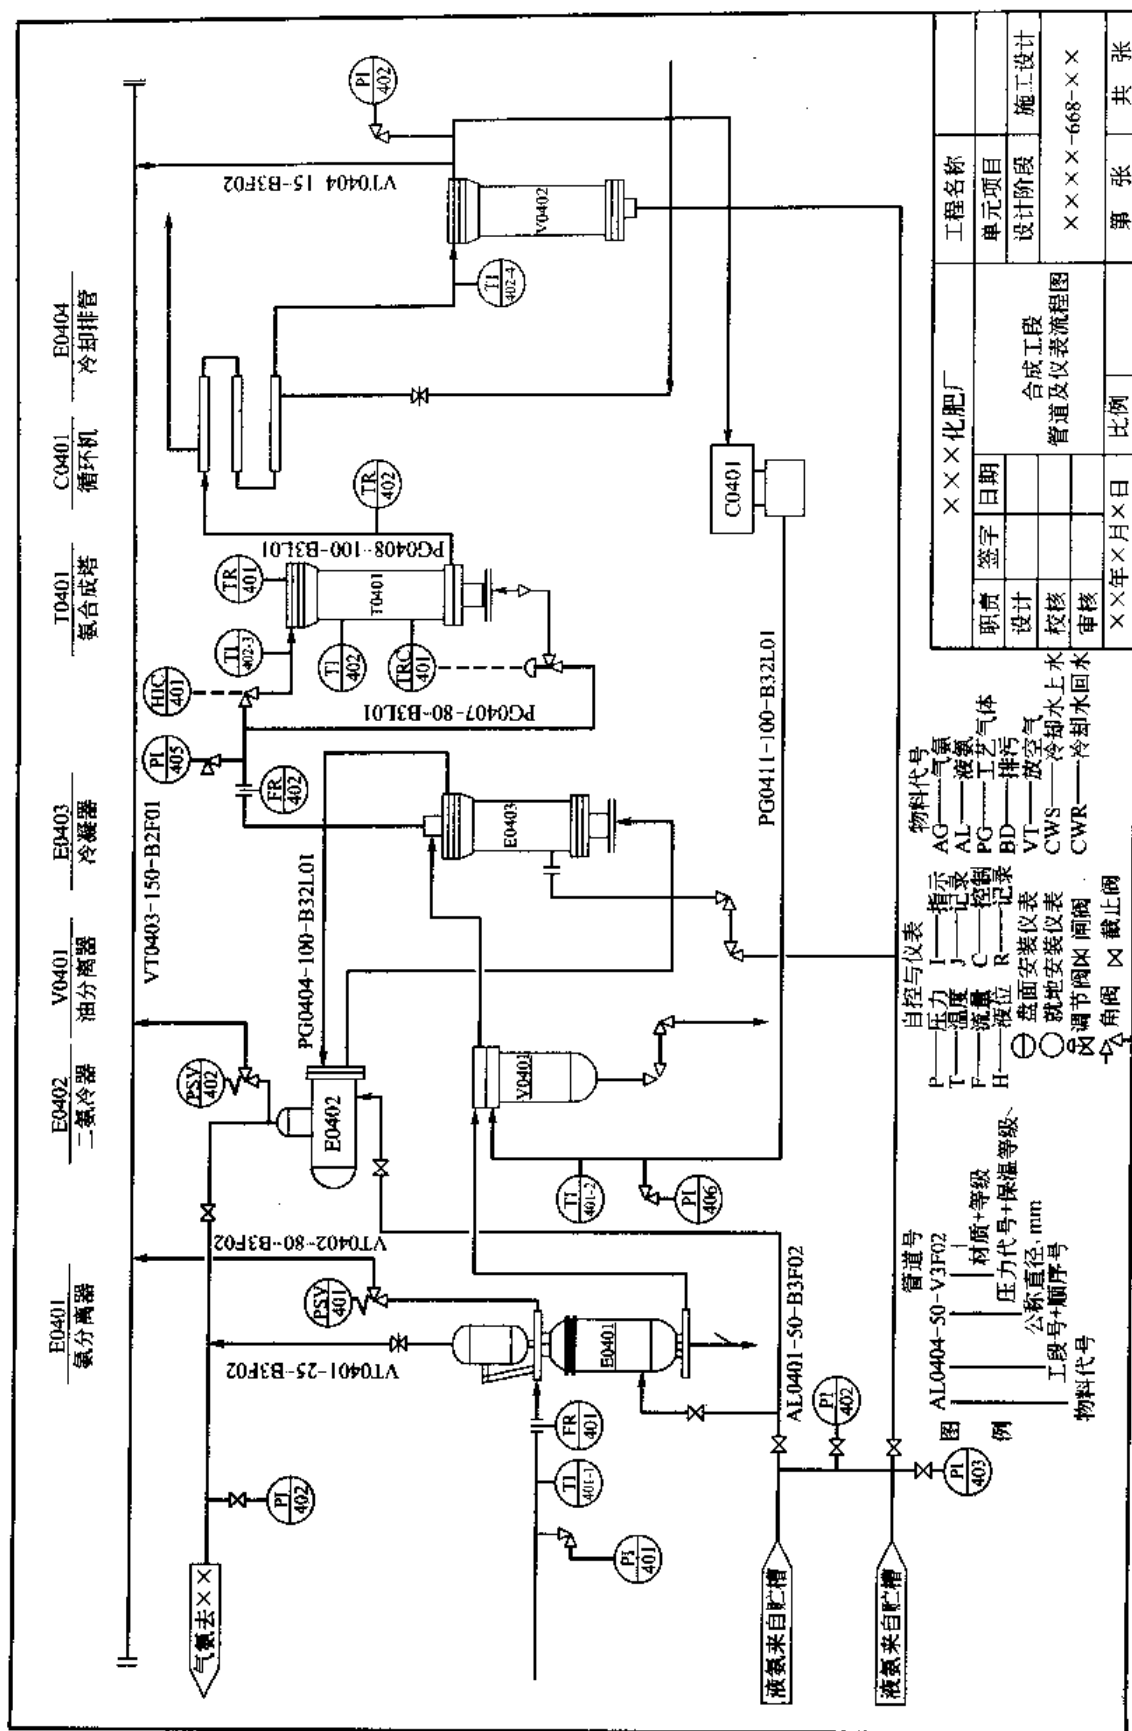 E0401
氨分离器
E0402
二氨冷器
V0401
油分离器
E0403
冷凝器
T0401
氨合成塔
C0401
循环机
E0404
冷却排管
VT0403-150-B2F01
气氨去××
PI
402
VT0401-25-B3F02
VT0402-80-B3F02
PSV
401
PSV
402
E0402
PG0404-100-B32L01
PI
405
FR
402
HIC
401
TI
402-3
TR
401
TI
402
TRC
401
T0401
PG0407-80-B3L01
PG0408-100-B3L01
TR
402
TI
402-4
V0402
VT0404-15-B3F02
PI
402
C0401
E0403
V0401
TI
401-2
PI
406
PG0411-100-B32L01
E0401
FR
401
TI
401-1
PI
401
AL0401-50-B3F02
PI
402
PI
403
液氨来自贮槽
液氨来自贮槽
图
例
管道号
AL0404-50-V3F02
材质+等级
压力代号+保温等级
公称直径,mm
工段号+顺序号
物料代号
自控与仪表
P——压力 I——指示
T——温度 J——记录
F——流量 C——控制
H——液位 R——记录
盘面安装仪表
就地安装仪表
调节阀 闸阀
角阀 截止阀
物料代号
AG——气氨
AL——液氨
PG——工艺气体
BD——排污
VT——放空气
CWS——冷却水上水
CWR——冷却水回水
×××化肥厂
工程名称
单元项目
职责 签字 日期
设计
校核
审核
合成工段
管道及仪表流程图
设计阶段 施工设计
××××-668-××
××年×月×日 比例
第 张 共 张